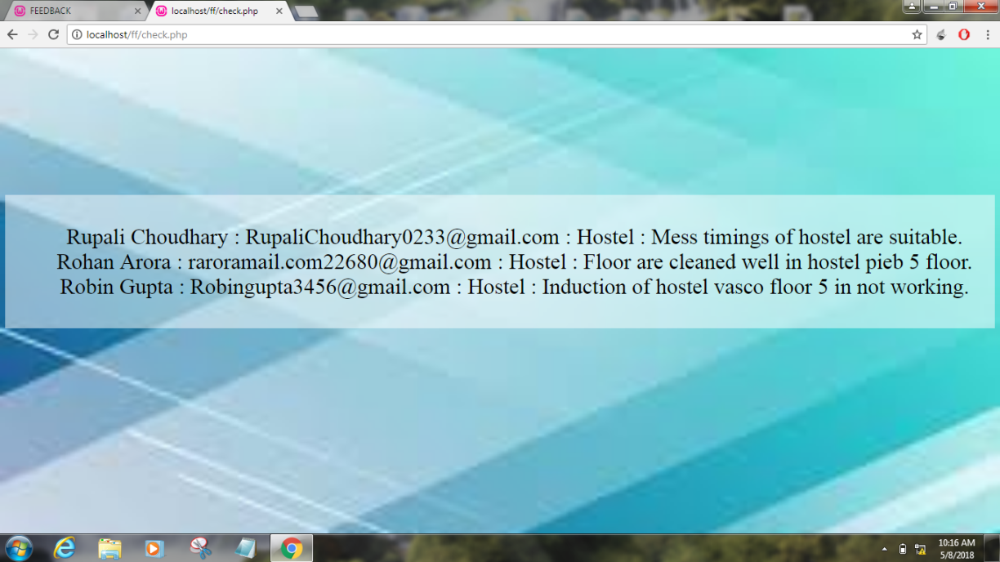 FEEDBACK
localhost/ff/check.php
localhost/ff/check.php
Rupali Choudhary : RupaliChoudhary0233@gmail.com : Hostel : Mess timings of hostel are suitable.
Rohan Arora : raroramail.com22680@gmail.com : Hostel : Floor are cleaned well in hostel pieb 5 floor.
Robin Gupta : Robingupta3456@gmail.com : Hostel : Induction of hostel vasco floor 5 in not working.
10:16 AM
5/8/2018